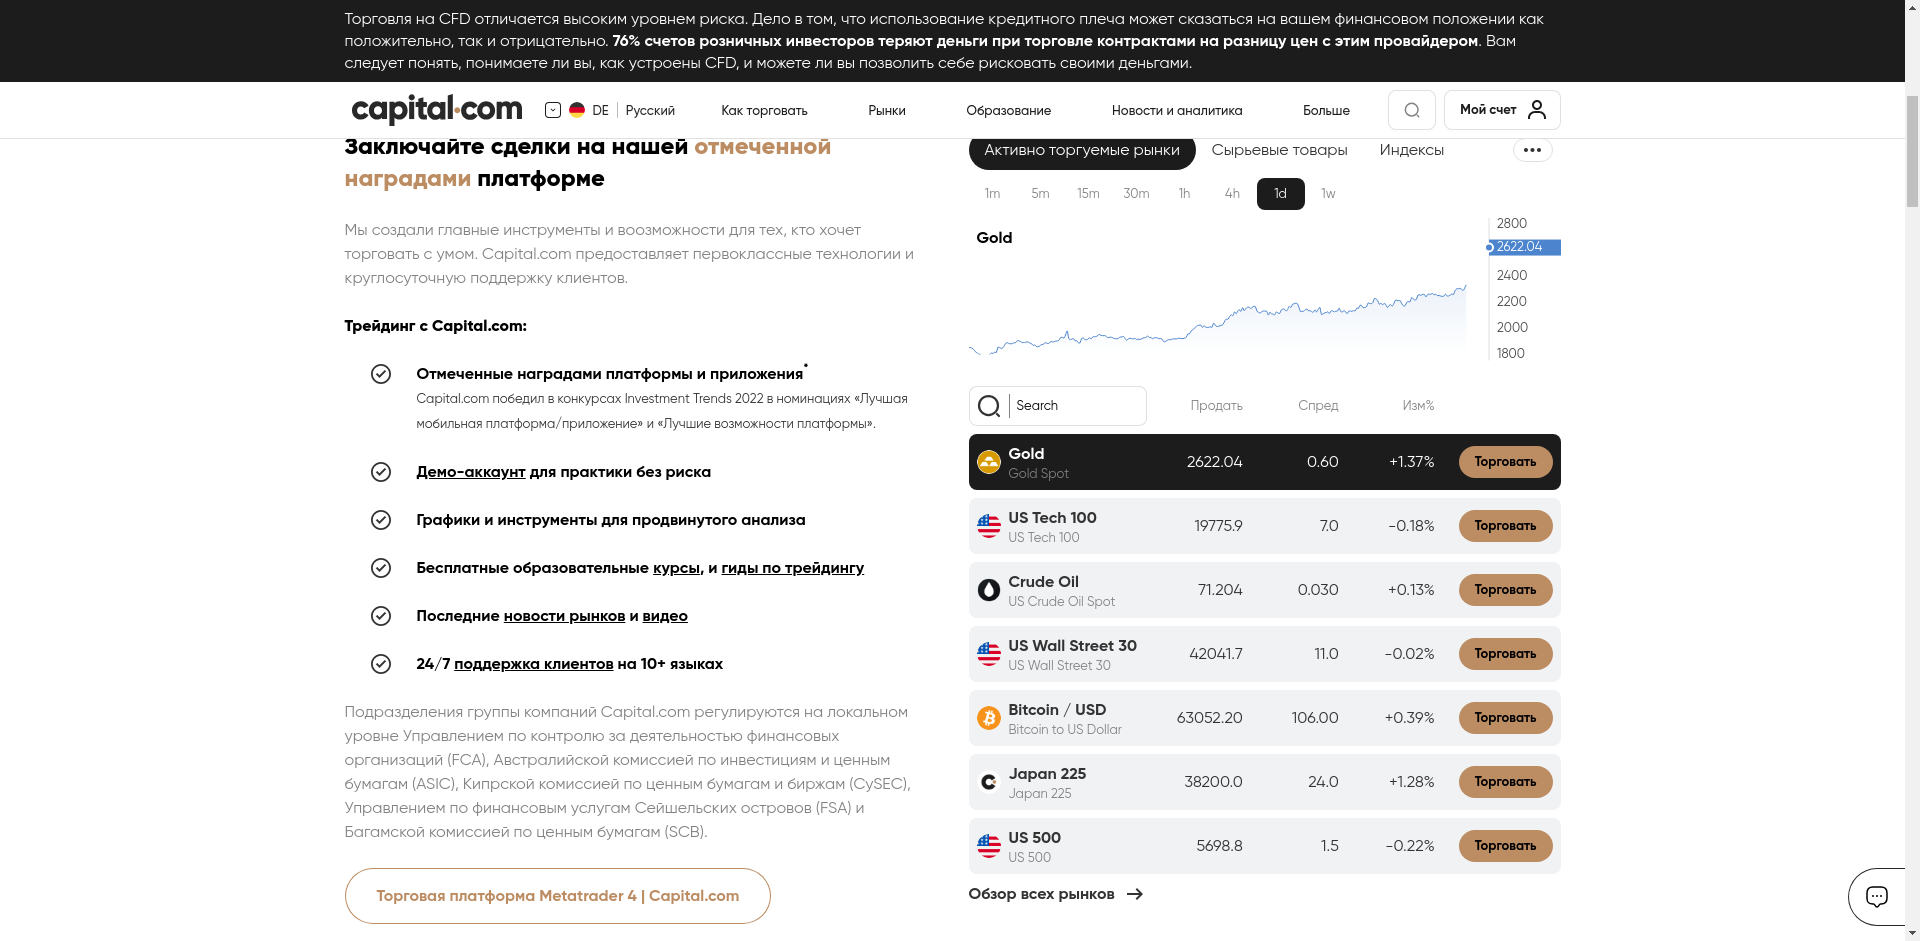 Торговля на CFD отличается высоким уровнем риска. Дело в том, что использование кредитного плеча может сказаться на вашем финансовом положении как
положительно, так и отрицательно. 76% счетов розничных инвесторов теряют деньги при торговле контрактами на разницу цен с этим провайдером. Вам
следует понять, понимаете ли вы, как устроены CFD, и можете ли вы позволить себе рисковать своими деньгами.
capital.com
DE Русский
Как торговать
Рынки
Образование
Новости и аналитика
Больше
Мой счет
Заключайте сделки на нашей отмеченной
наградами платформе
Мы создали главные инструменты и воозможности для тех, кто хочет
торговать с умом. Capital.com предоставляет первоклассные технологии и
круглосуточную поддержку клиентов.
Трейдинг с Capital.com:
Отмеченные наградами платформы и приложения*
Capital.com победил в конкурсах Investment Trends 2022 в номинациях «Лучшая
мобильная платформа/приложение» и «Лучшие возможности платформы».
Демо-аккаунт для практики без риска
Графики и инструменты для продвинутого анализа
Бесплатные образовательные курсы, и гиды по трейдингу
Последние новости рынков и видео
24/7 поддержка клиентов на 10+ языках
Подразделения группы компаний Capital.com регулируются на локальном
уровне Управлением по контролю за деятельностью финансовых
организаций (FCA), Австралийской комиссией по инвестициям и ценным
бумагам (ASIC), Кипрской комиссией по ценным бумагам и биржам (CySEC),
Управлением по финансовым услугам Сейшельских островов (FSA) и
Багамской комиссией по ценным бумагам (SCB).
Торговая платформа Metatrader 4 | Capital.com
Активно торгуемые рынки Сырьевые товары Индексы
1m 5m 15m 30m 1h 4h 1d 1w
Gold
2800
2622.04
2400
2200
2000
1800
Search Продать Спред Изм%
Gold
Gold Spot
2622.04 0.60 +1.37% Торговать
US Tech 100
US Tech 100
19775.9 7.0 -0.18% Торговать
Crude Oil
US Crude Oil Spot
71.204 0.030 +0.13% Торговать
US Wall Street 30
US Wall Street 30
42041.7 11.0 -0.02% Торговать
Bitcoin / USD
Bitcoin to US Dollar
63052.20 106.00 +0.39% Торговать
Japan 225
Japan 225
38200.0 24.0 +1.28% Торговать
US 500
US 500
5698.8 1.5 -0.22% Торговать
Обзор всех рынков